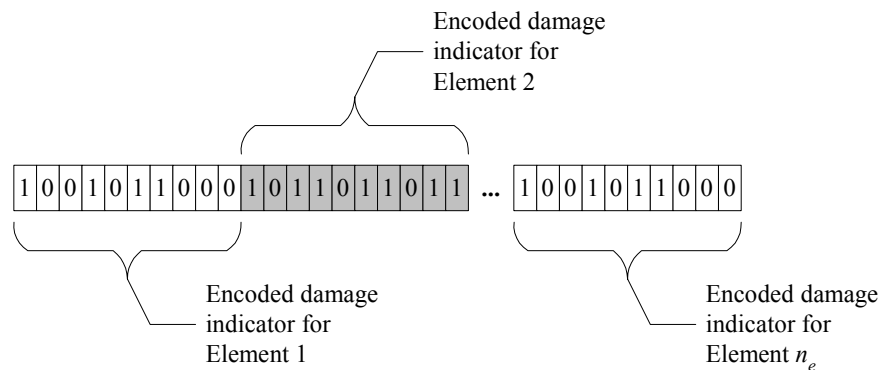 Encoded damage
indicator for
Element 2
1 0 0 1 0 1 1 0 0 0 1 0 1 1 0 1 1 0 1 1 ... 1 0 0 1 0 1 1 0 0 0
Encoded damage
indicator for
Element 1
Encoded damage
indicator for
Element n_e